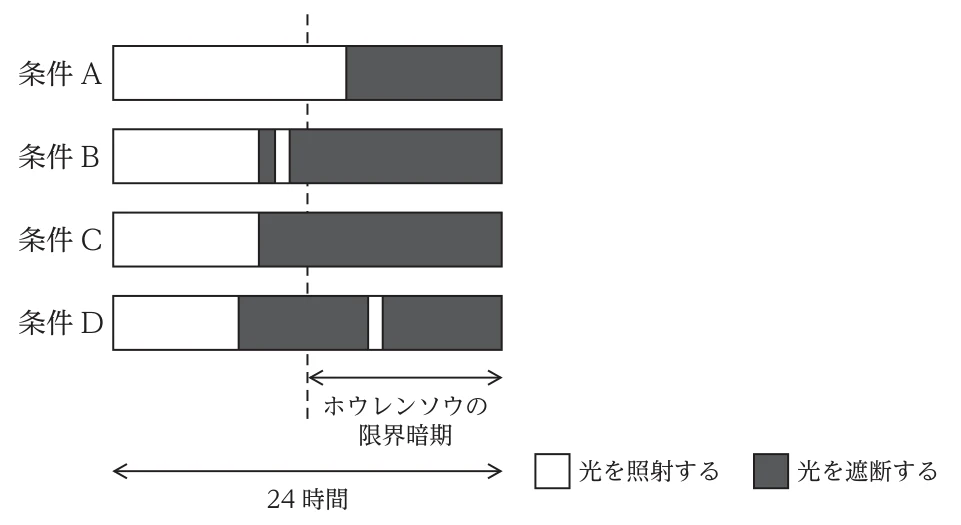 条件 A
条件 B
条件 C
条件 D
ホウレンソウの
限界暗期
24 時間
光を照射する
光を遮断する